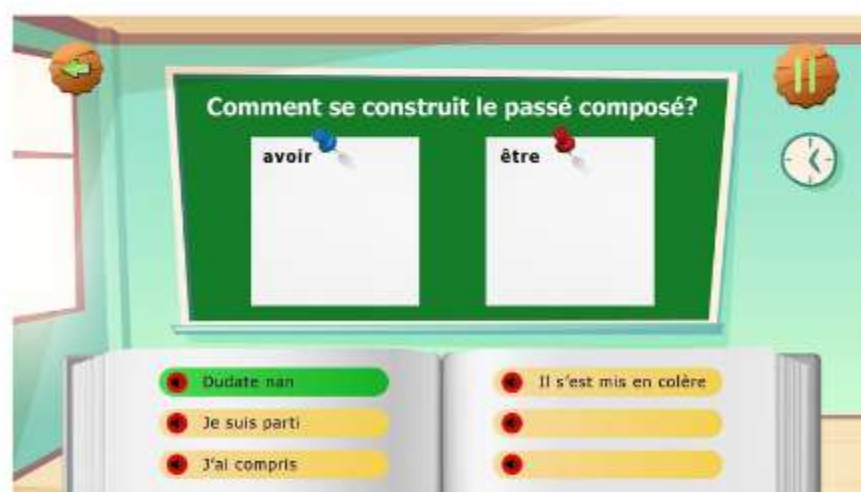 Comment se construit le passé composé?
avoir
être
Dudate nan
Je suis parti
J'ai compris
Il s'est mis en colère